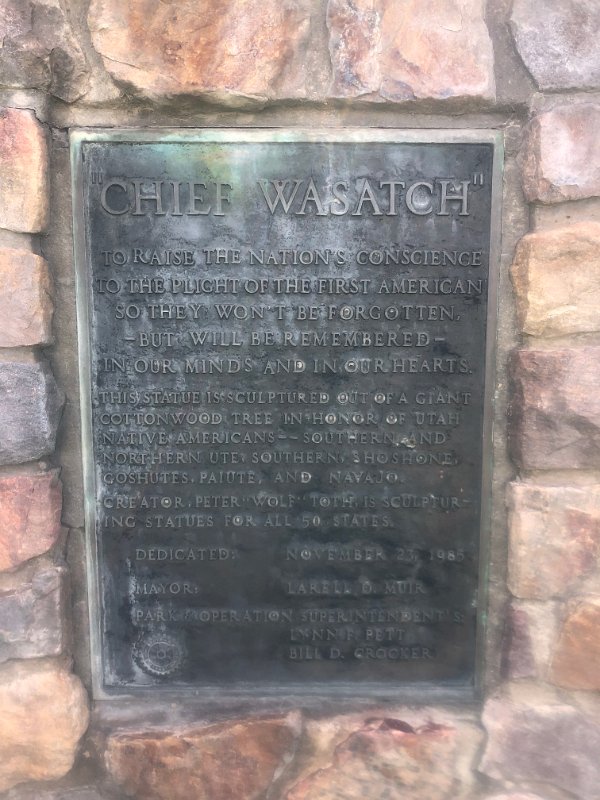 "CHIEF WASATCH"
TO RAISE THE NATION'S CONSCIENCE
TO THE PLIGHT OF THE FIRST AMERICAN
SO THEY WON'T BE FORGOTTEN,
-BUT WILL BE REMEMBERED-
IN OUR MINDS AND IN OUR HEARTS.
THIS STATUE IS SCULPTURED OUT OF A GIANT
COTTONWOOD TREE IN HONOR OF UTAH
NATIVE AMERICANS--SOUTHERN, AND
NORTHERN UTE, SOUTHERN, SHOSHONE,
GOSHUTES, PAIUTE, AND NAVAJO.
CREATOR, PETER "WOLF" TOTH, IS SCULPTUR-
ING STATUES FOR ALL 50 STATES.
DEDICATED: NOVEMBER 23, 1985
MAYOR: LARELL D. MUIR
PARK/OPERATION SUPERINTENDENT'S:
LYNN F. PETT
BILL D. CROCKER